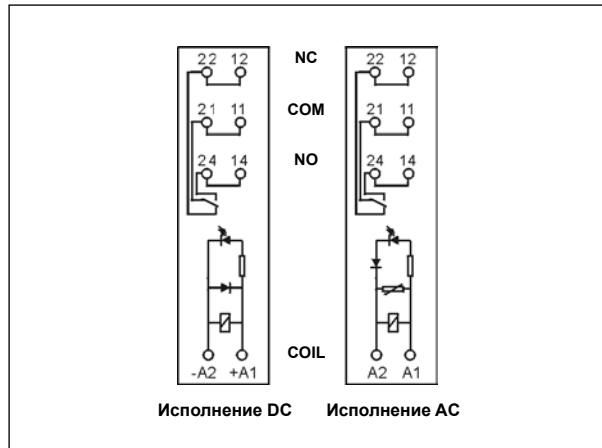 22 12 NC 22 12
21 11 COM 21 11
24 14 NO 24 14
COIL
-A2 +A1 A2 A1
Исполнение DC Исполнение AC